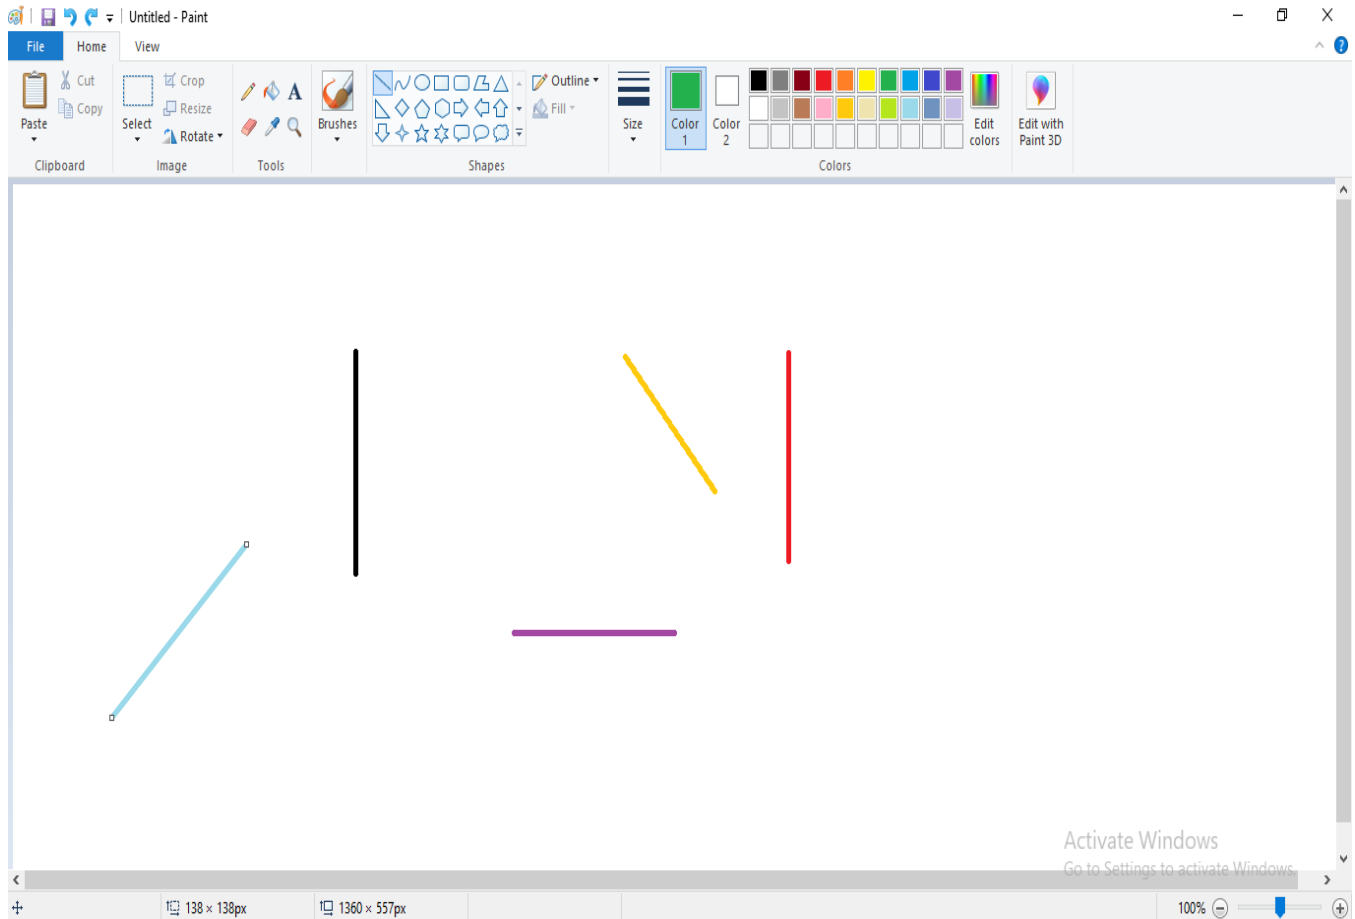 Untitled - Paint
File Home View
Paste
Cut
Copy
Clipboard
Select
Crop
Resize
Rotate
Image
A
Tools
Brushes
Outline
Fill
Shapes
Size
Color 1
Color 2
Edit colors
Colors
Edit with Paint 3D
?
Activate Windows
Go to Settings to activate Windows.
138 × 138px
1360 × 557px
100%